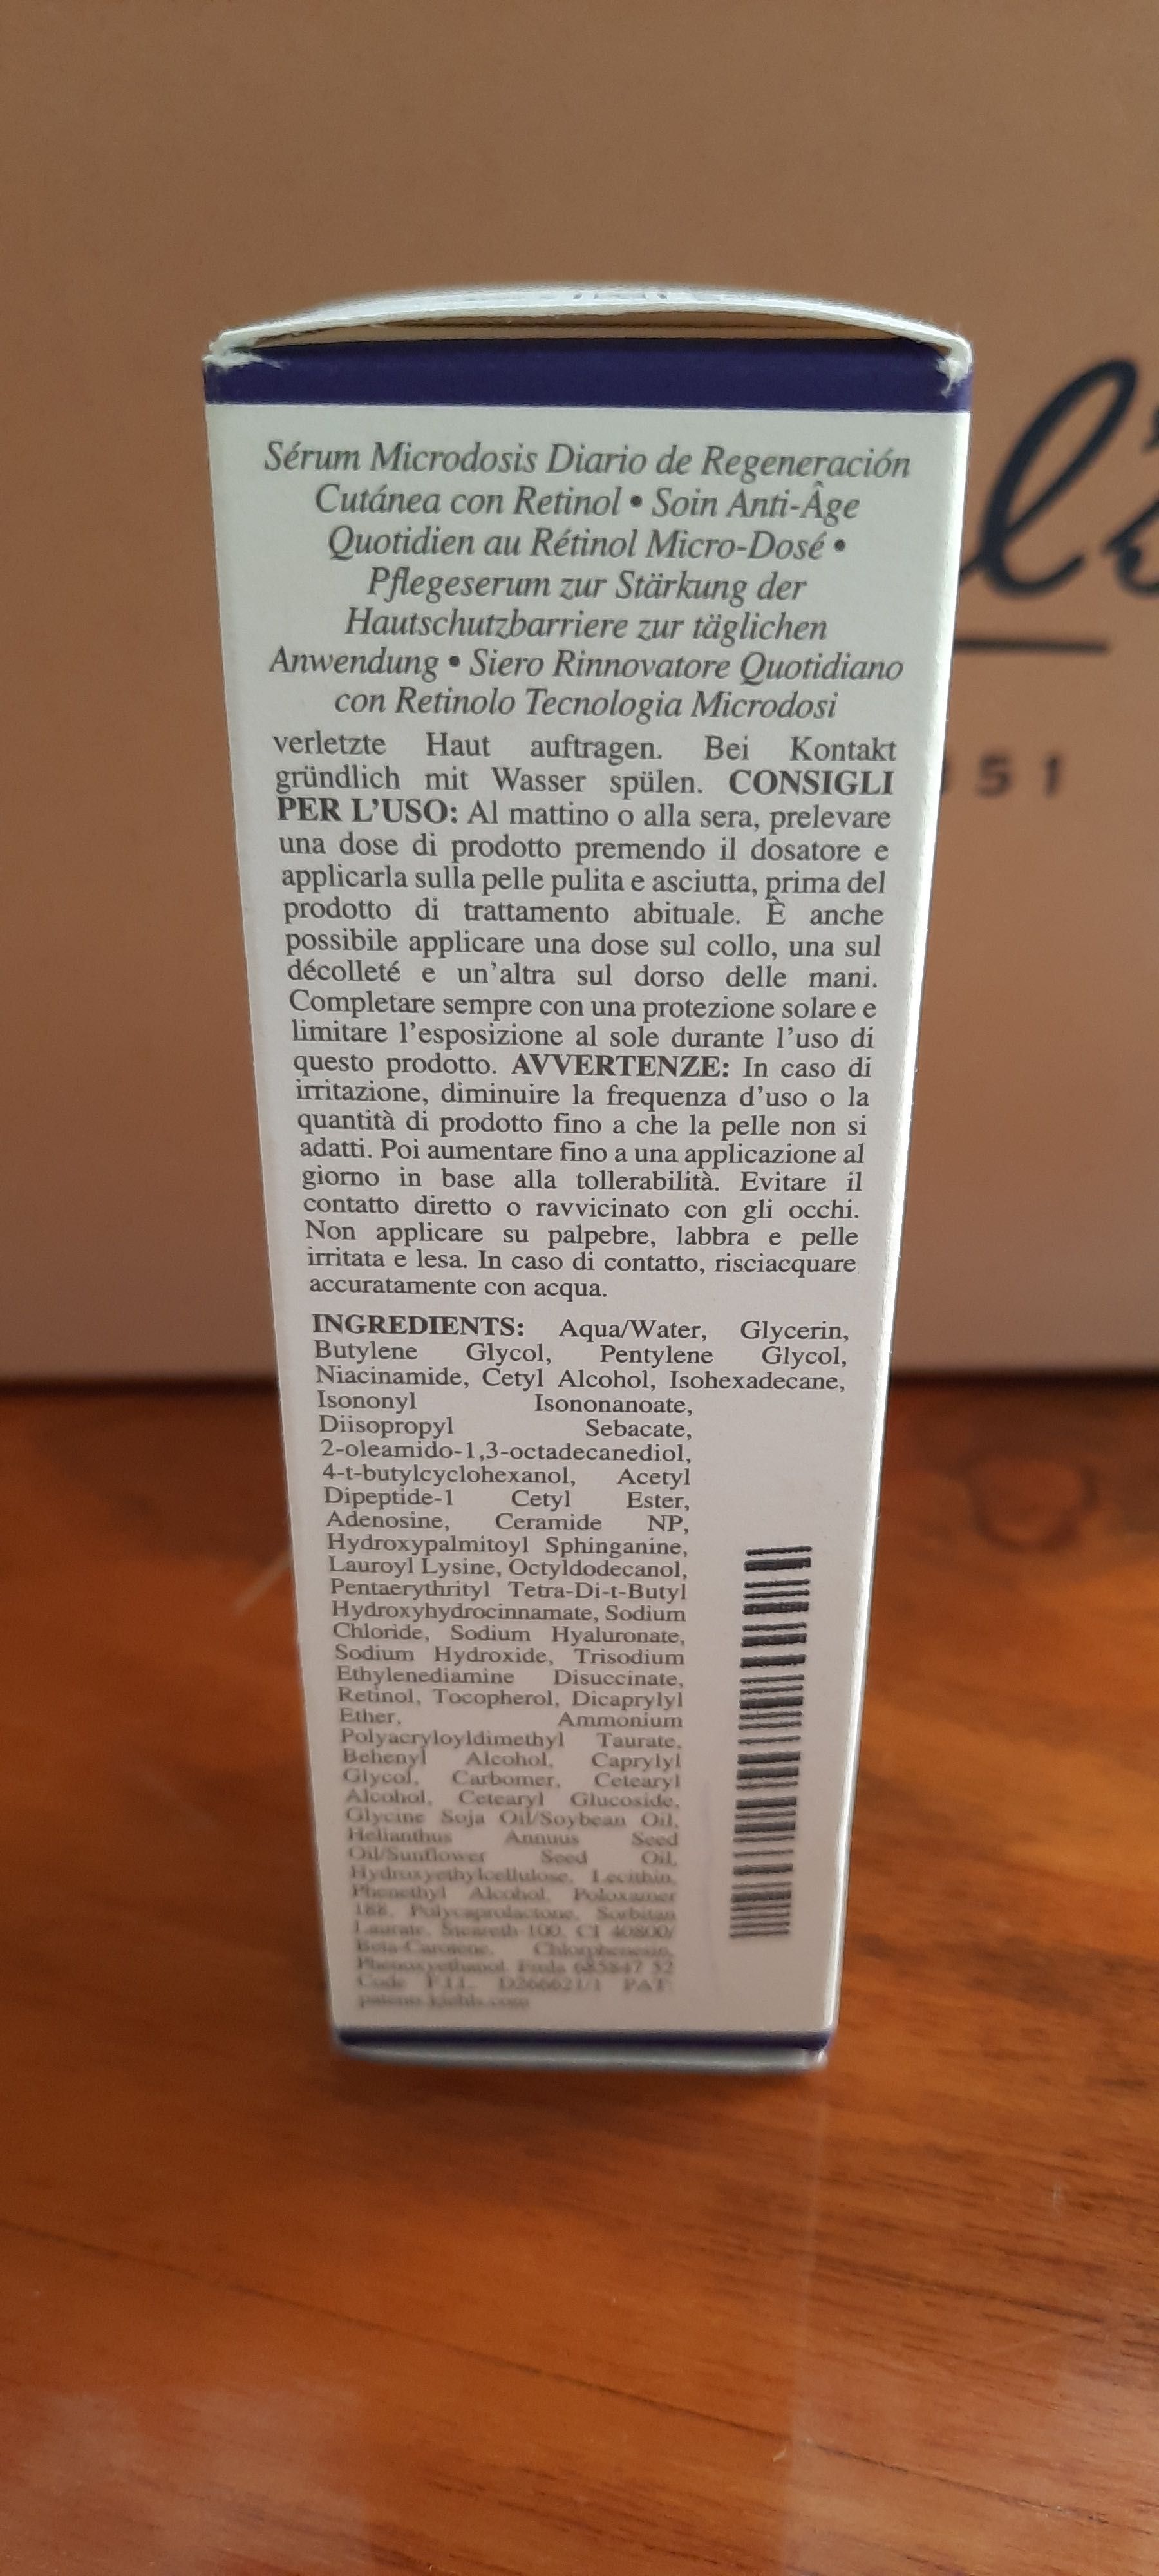 Sérum Microdosis Diario de Regeneración
Cutánea con Retinol • Soin Anti-Âge
Quotidien au Rétinol Micro-Dosé •
Pflegeserum zur Stärkung der
Hautschutzbarriere zur täglichen
Anwendung • Siero Rinnovatore Quotidiano
con Retinolo Tecnologia Microdosi
verletzte Haut auftragen. Bei Kontakt
gründlich mit Wasser spülen. CONSIGLI
PER L'USO: Al mattino o alla sera, prelevare
una dose di prodotto premendo il dosatore e
applicarla sulla pelle pulita e asciutta, prima del
prodotto di trattamento abituale. È anche
possibile applicare una dose sul collo, una sul
décolleté e un'altra sul dorso delle mani.
Completare sempre con una protezione solare e
limitare l'esposizione al sole durante l'uso di
questo prodotto. AVVERTENZE: In caso di
irritazione, diminuire la frequenza d'uso o la
quantità di prodotto fino a che la pelle non si
adatti. Poi aumentare fino a una applicazione al
giorno in base alla tollerabilità. Evitare il
contatto diretto o ravvicinato con gli occhi.
Non applicare su palpebre, labbra e pelle
irritata e lesa. In caso di contatto, risciacquare
accuratamente con acqua.
INGREDIENTS: Aqua/Water, Glycerin,
Butylene Glycol, Pentylene Glycol,
Niacinamide, Cetyl Alcohol, Isohexadecane,
Isononyl Isononanoate,
Diisopropyl Sebacate,
2-oleamido-1,3-octadecanediol,
4-t-butylcyclohexanol, Acetyl
Dipeptide-1 Cetyl Ester,
Adenosine, Ceramide NP,
Hydroxypalmitoyl Sphinganine,
Lauroyl Lysine, Octyldodecanol,
Pentaerythrityl Tetra-Di-t-Butyl
Hydroxyhydrocinnamate, Sodium
Chloride, Sodium Hyaluronate,
Sodium Hydroxide, Trisodium
Ethylenediamine Disuccinate,
Retinol, Tocopherol, Dicaprylyl
Ether, Ammonium
Polyacryloyldimethyl Taurate,
Behenyl Alcohol, Caprylyl
Glycol, Carbomer, Cetearyl
Alcohol, Cetearyl Glucoside,
Glycine Soja Oil/Soybean Oil,
Helianthus Annuus Seed
Oil/Sunflower Seed Oil,
Hydroxyethylcellulose, Lecithin,
Phenethyl Alcohol, Poloxamer
188, Polycaprolactone, Sorbitan
Laurate, Steareth-100, CI 40800/
Beta-Carotene, Chlorphenesin,
Phenoxyethanol
Code F.I.L. PAT:
patents.kiehls.com
l's
51